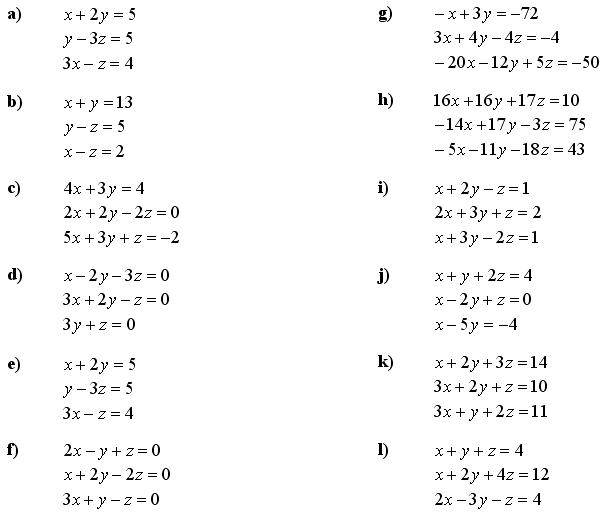 a) x + 2y = 5
y − 3z = 5
3x − z = 4
b) x + y = 13
y − z = 5
x − z = 2
c) 4x + 3y = 4
2x + 2y − 2z = 0
5x + 3y + z = −2
d) x − 2y − 3z = 0
3x + 2y − z = 0
3y + z = 0
e) x + 2y = 5
y − 3z = 5
3x − z = 4
f) 2x − y + z = 0
x + 2y − 2z = 0
3x + y − z = 0
g) − x + 3y = −72
3x + 4y − 4z = −4
− 20x − 12y + 5z = −50
h) 16x + 16y + 17z = 10
−14x + 17y − 3z = 75
− 5x − 11y − 18z = 43
i) x + 2y − z = 1
2x + 3y + z = 2
x + 3y − 2z = 1
j) x + y + 2z = 4
x − 2y + z = 0
x − 5y = −4
k) x + 2y + 3z = 14
3x + 2y + z = 10
3x + y + 2z = 11
l) x + y + z = 4
x + 2y + 4z = 12
2x − 3y − z = 4